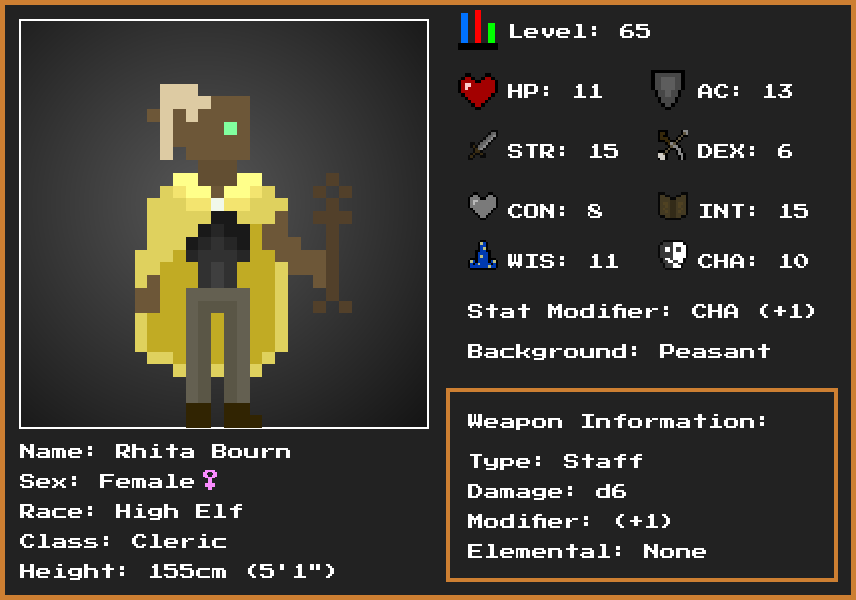 Level: 65
HP: 11 AC: 13
STR: 15 DEX: 6
CON: 8 INT: 15
WIS: 11 CHA: 10
Stat Modifier: CHA (+1)
Background: Peasant
Weapon Information:
Type: Staff
Damage: d6
Modifier: (+1)
Elemental: None
Name: Rhita Bourn
Sex: Female♀
Race: High Elf
Class: Cleric
Height: 155cm (5'1")